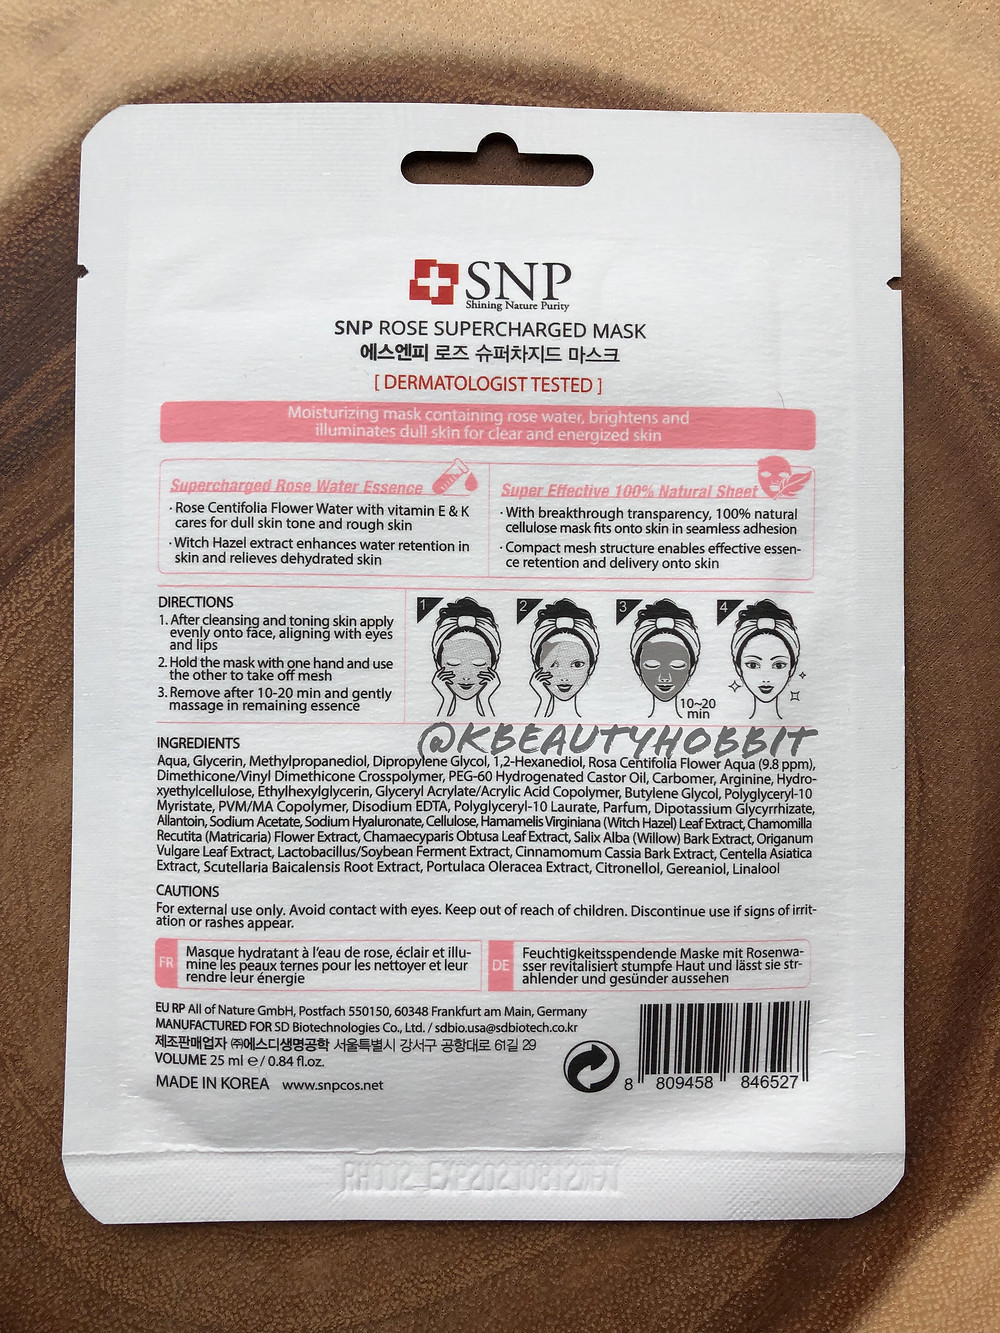 SNP
Shining Nature Purity
SNP ROSE SUPERCHARGED MASK
에스엔피 로즈 슈퍼차지드 마스크
[ DERMATOLOGIST TESTED ]
Moisturizing mask containing rose water, brightens and
illuminates dull skin for clear and energized skin
Supercharged Rose Water Essence
· Rose Centifolia Flower Water with vitamin E & K
cares for dull skin tone and rough skin
· Witch Hazel extract enhances water retention in
skin and relieves dehydrated skin
Super Effective 100% Natural Sheet
· With breakthrough transparency, 100% natural
cellulose mask fits onto skin in seamless adhesion
· Compact mesh structure enables effective essen-
ce retention and delivery onto skin
DIRECTIONS
1. After cleansing and toning skin apply
evenly onto face, aligning with eyes
and lips
2. Hold the mask with one hand and use
the other to take off mesh
3. Remove after 10-20 min and gently
massage in remaining essence
1
2
3
4
10~20
min
@KBEAUTYHOBBIT
INGREDIENTS
Aqua, Glycerin, Methylpropanediol, Dipropylene Glycol, 1,2-Hexanediol, Rosa Centifolia Flower Aqua (9.8 ppm),
Dimethicone/Vinyl Dimethicone Crosspolymer, PEG-60 Hydrogenated Castor Oil, Carbomer, Arginine, Hydro-
xyethylcellulose, Ethylhexylglycerin, Glyceryl Acrylate/Acrylic Acid Copolymer, Butylene Glycol, Polyglyceryl-10
Myristate, PVM/MA Copolymer, Disodium EDTA, Polyglyceryl-10 Laurate, Parfum, Dipotassium Glycyrrhizate,
Allantoin, Sodium Acetate, Sodium Hyaluronate, Cellulose, Hamamelis Virginiana (Witch Hazel) Leaf Extract, Chamomilla
Recutita (Matricaria) Flower Extract, Chamaecyparis Obtusa Leaf Extract, Salix Alba (Willow) Bark Extract, Origanum
Vulgare Leaf Extract, Lactobacillus/Soybean Ferment Extract, Cinnamomum Cassia Bark Extract, Centella Asiatica
Extract, Scutellaria Baicalensis Root Extract, Portulaca Oleracea Extract, Citronellol, Gereaniol, Linalool
CAUTIONS
For external use only. Avoid contact with eyes. Keep out of reach of children. Discontinue use if signs of irrit-
ation or rashes appear.
FR
Masque hydratant à l'eau de rose, éclair et illu-
mine les peaux ternes pour les nettoyer et leur
rendre leur énergie
DE
Feuchtigkeitsspendende Maske mit Rosenwa-
sser revitalisiert stumpfe Haut und lässt sie str-
ahlender und gesünder aussehen
EU RP All of Nature GmbH, Postfach 550150, 60348 Frankfurt am Main, Germany
MANUFACTURED FOR SD Biotechnologies Co., Ltd. / sdbio.usa@sdbiotech.co.kr
제조판매업자 ㈜에스디생명공학 서울특별시 강서구 공항대로 61길 29
VOLUME 25 ml ℮ / 0.84 fl.oz.
MADE IN KOREA www.snpcos.net
8 809458 846527